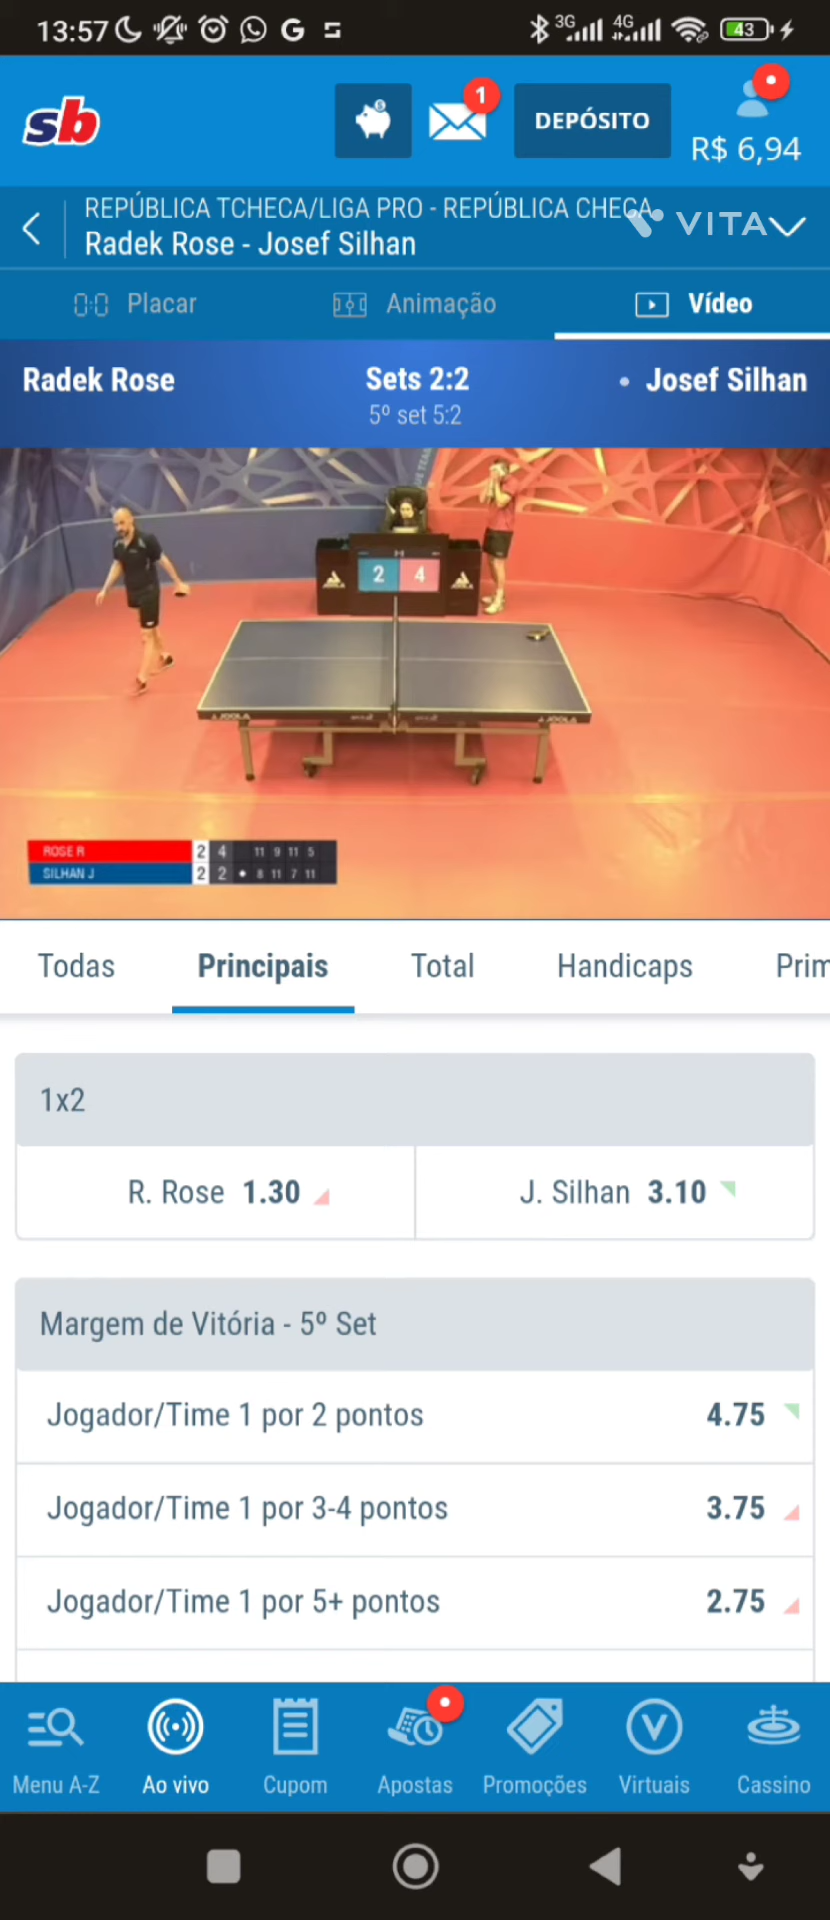 13:57
3G
4G
43
sb
1
DEPÓSITO
R$ 6,94
REPÚBLICA TCHECA/LIGA PRO - REPÚBLICA CHECA
Radek Rose - Josef Silhan
VITA
0:0 Placar
Animação
Vídeo
Radek Rose
Sets 2:2
Josef Silhan
5º set 5:2
2 4
JOOLA
JOOLA
ROSE R 2 4 11 9 11 5
SILHAN J 2 2 8 11 7 11
Todas
Principais
Total
Handicaps
Prim
1x2
R. Rose 1.30
J. Silhan 3.10
Margem de Vitória - 5º Set
Jogador/Time 1 por 2 pontos 4.75
Jogador/Time 1 por 3-4 pontos 3.75
Jogador/Time 1 por 5+ pontos 2.75
Menu A-Z
Ao vivo
Cupom
Apostas
Promoções
Virtuais
Cassino